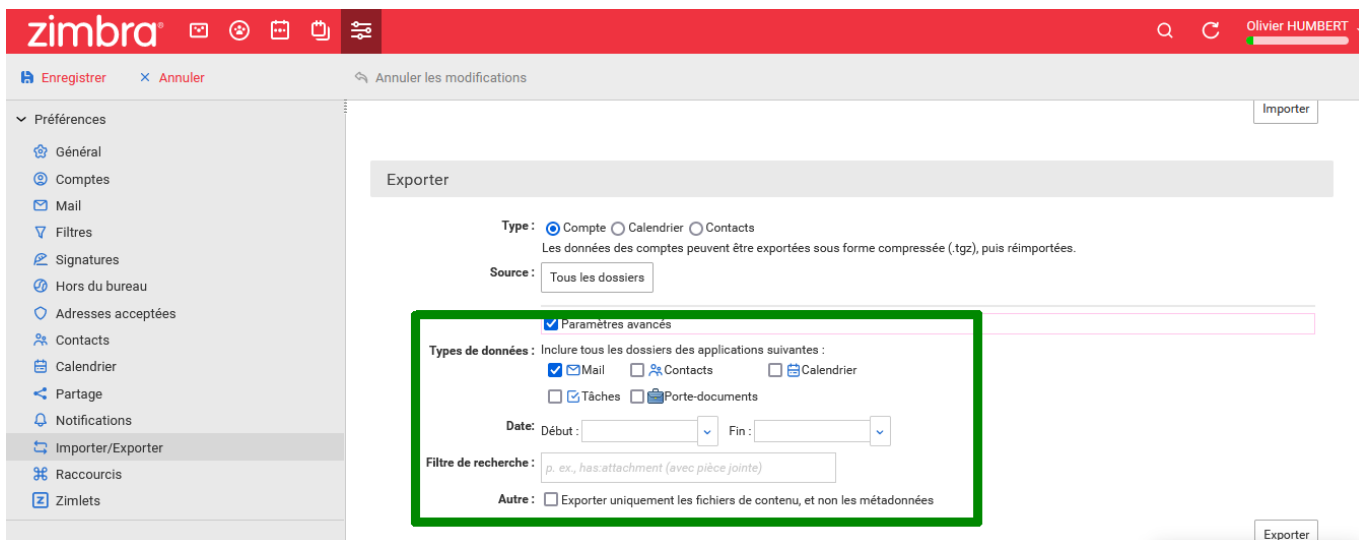 zimbra
Olivier HUMBERT
Enregistrer Annuler Annuler les modifications
Importer
Préférences
Général
Comptes
Mail
Filtres
Signatures
Hors du bureau
Adresses acceptées
Contacts
Calendrier
Partage
Notifications
Importer/Exporter
Raccourcis
Zimlets
Exporter
Type : Compte Calendrier Contacts
Les données des comptes peuvent être exportées sous forme compressée (.tgz), puis réimportées.
Source : Tous les dossiers
Paramètres avancés
Types de données : Inclure tous les dossiers des applications suivantes :
Mail Contacts Calendrier
Tâches Porte-documents
Date: Début : Fin :
Filtre de recherche : p. ex., has:attachment (avec pièce jointe)
Autre : Exporter uniquement les fichiers de contenu, et non les métadonnées
Exporter